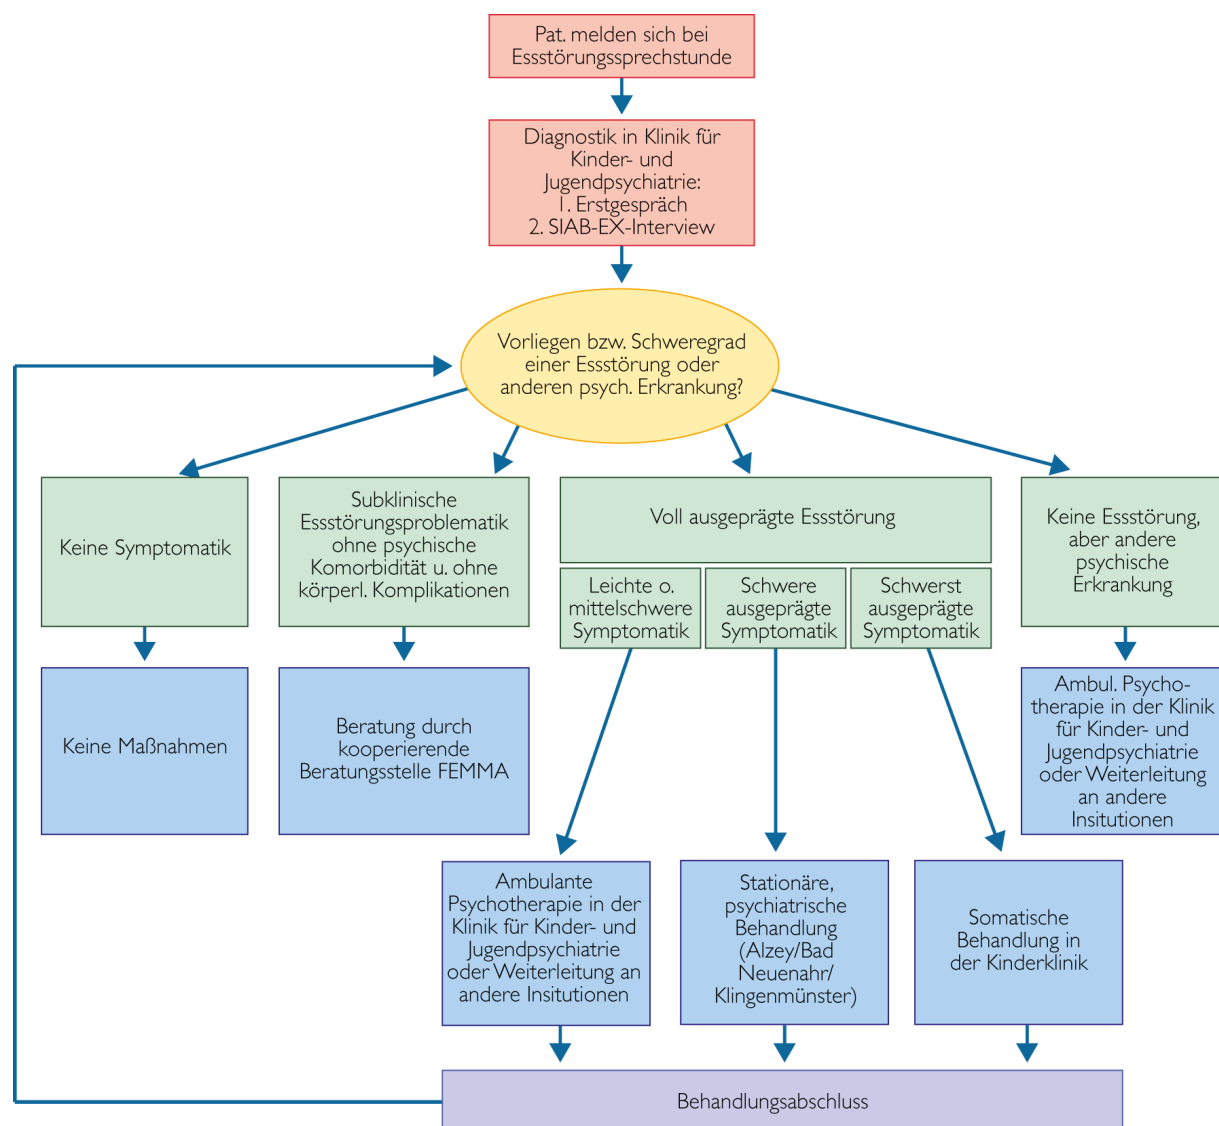 Pat. melden sich bei
Essstörungssprechstunde
Diagnostik in Klinik für
Kinder- und
Jugendpsychiatrie:
1. Erstgespräch
2. SIAB-EX-Interview
Vorliegen bzw. Schweregrad
einer Essstörung oder
anderen psych. Erkrankung?
Keine Symptomatik
Subklinische
Essstörungsproblematik
ohne psychische
Komorbidität u. ohne
körperl. Komplikationen
Voll ausgeprägte Essstörung
Leichte o.
mittelschwere
Symptomatik
Schwere
ausgeprägte
Symptomatik
Schwerst
ausgeprägte
Symptomatik
Keine Essstörung,
aber andere
psychische
Erkrankung
Keine Maßnahmen
Beratung durch
kooperierende
Beratungsstelle FEMMA
Ambul. Psycho-
therapie in der Klinik
für Kinder- und
Jugendpsychiatrie
oder Weiterleitung
an andere
Insitutionen
Ambulante
Psychotherapie in der
Klinik für Kinder- und
Jugendpsychiatrie
oder Weiterleitung an
andere Insitutionen
Stationäre,
psychiatrische
Behandlung
(Alzey/Bad
Neuenahr/
Klingenmünster)
Somatische
Behandlung in
der Kinderklinik
Behandlungsabschluss